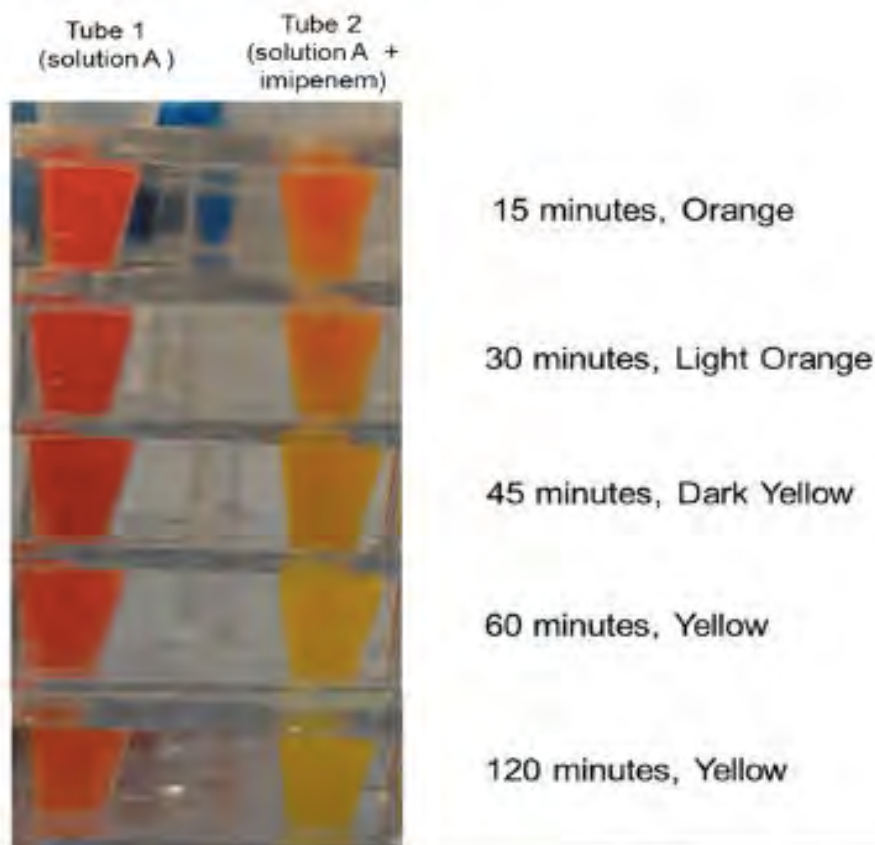 Tube 1
(solution A)
Tube 2
(solution A +
imipenem)
15 minutes, Orange
30 minutes, Light Orange
45 minutes, Dark Yellow
60 minutes, Yellow
120 minutes, Yellow